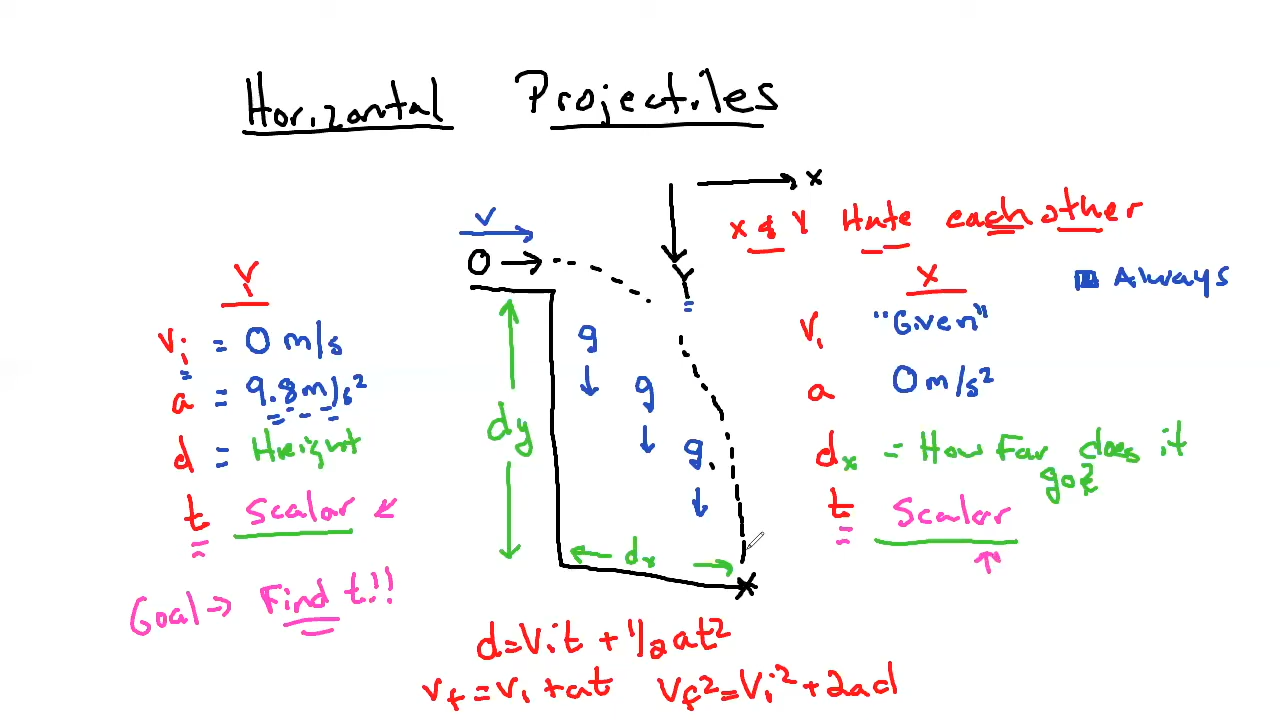 Horizontal Projectiles
x
v
X & Y Hate each other
O
Y
Y
X
Always
vi = 0 m/s
g
vi "Given"
a = 9.8m/s²
g
a 0 m/s²
dy
d = Height
g
dx = How Far does it go?
t Scalar
t Scalar
dx
X
Goal → Find t!!
d=Vit + 1/2at²
vf = vi +at Vf²=Vi²+2ad